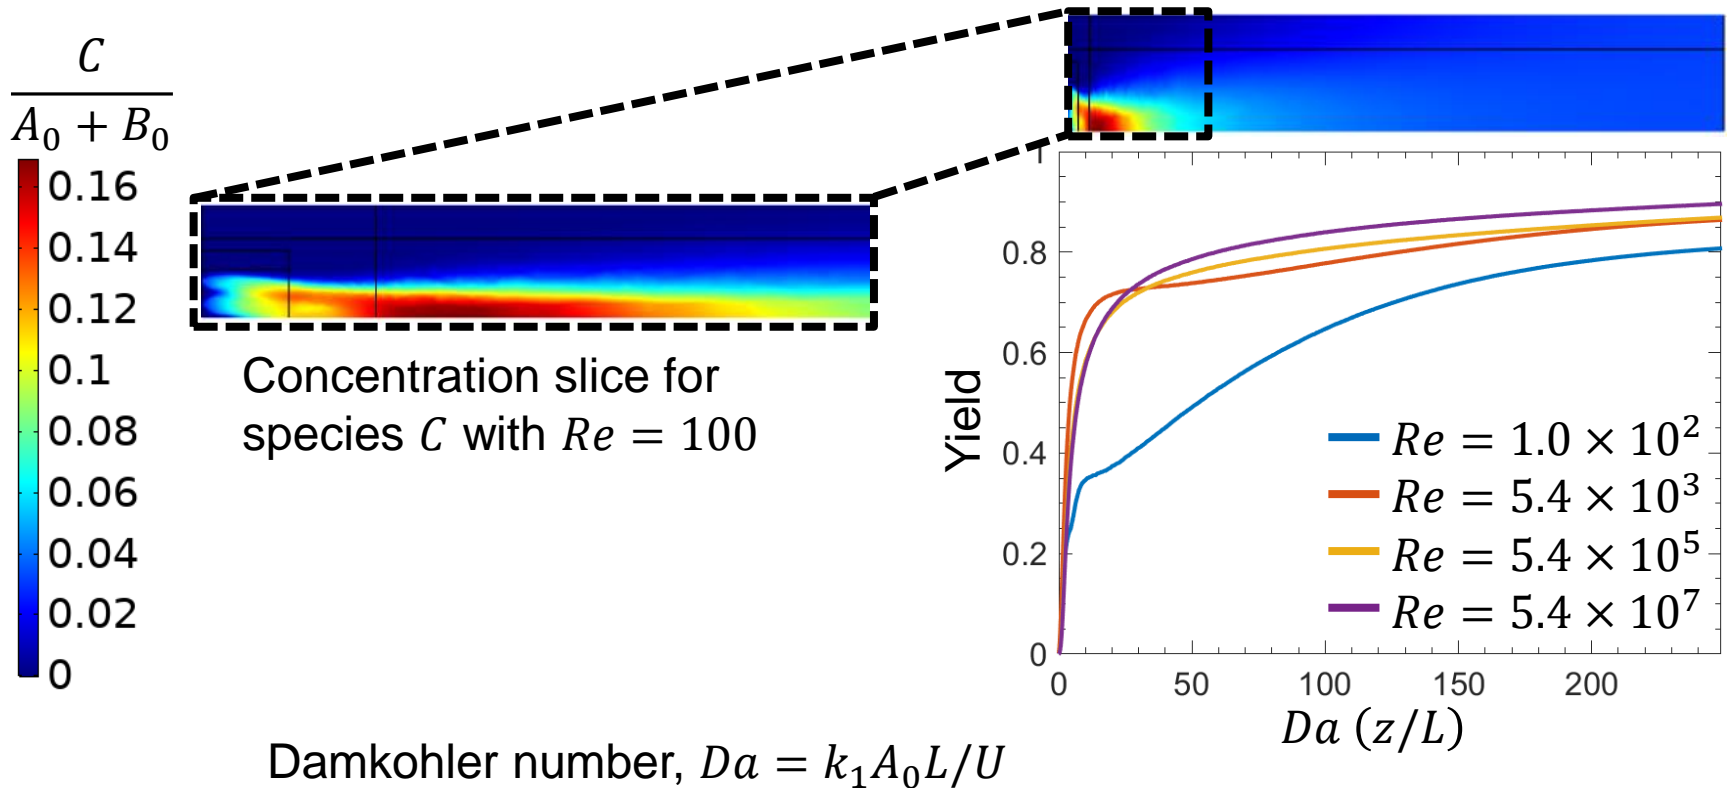 C
A₀ + B₀
0.16
0.14
0.12
0.1
0.08
0.06
0.04
0.02
0
Concentration slice for
species C with Re = 100
1
0.8
0.6
0.4
0.2
0
Yield
Re = 1.0 × 10²
Re = 5.4 × 10³
Re = 5.4 × 10⁵
Re = 5.4 × 10⁷
0 50 100 150 200
Da (z/L)
Damkohler number, Da = k₁A₀L/U